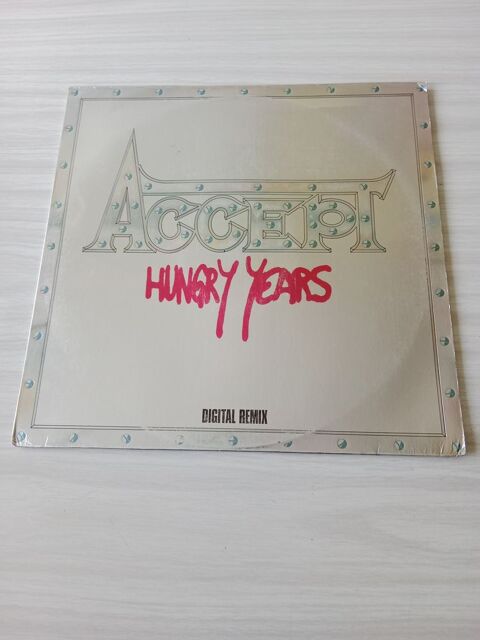 ACCEPT
HUNGRY YEARS
DIGITAL REMIX